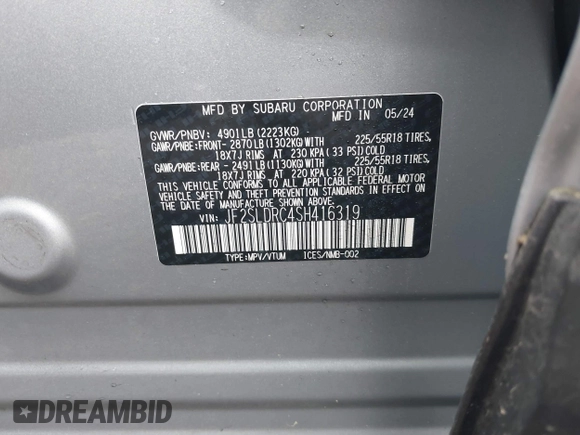 MFD BY SUBARU CORPORATION
MFD IN 05/24
GVWR/PNBV: 4901LB(2223KG)
GAWR/PNBE:FRONT- 2870LB(1302KG)WITH 225/55R18 TIRES,
18X7J RIMS AT 230 KPA(33 PSI)COLD
GAWR/PNBE:REAR - 2491LB(1130KG)WITH 225/55R18 TIRES,
18X7J RIMS AT 220 KPA(32 PSI)COLD
THIS VEHICLE CONFORMS TO ALL APPLICABLE FEDERAL MOTOR
VEHICLE SAFETY AND THEFT PREVENTION STANDARDS IN EFFECT
ON THE DATE OF MANUFACTURE SHOWN ABOVE.
VIN: JF2SLDRC4SH416319
TYPE:MPV/VTUM ICES/NMB-002
DREAMBID